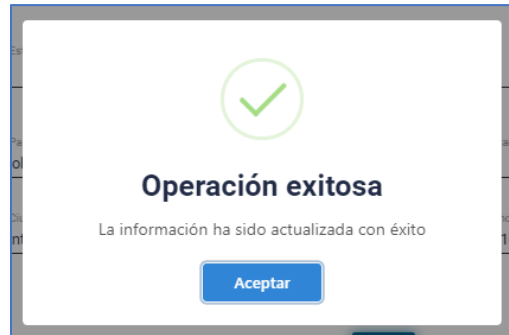 Operación exitosa
La información ha sido actualizada con éxito
Aceptar